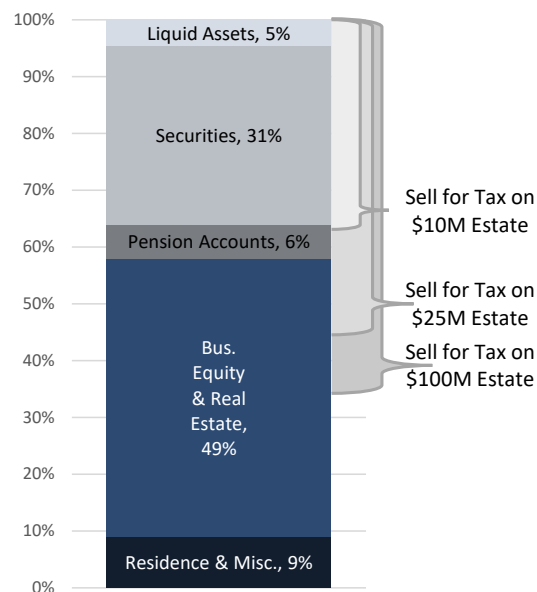 100%
90%
80%
70%
60%
50%
40%
30%
20%
10%
0%
Liquid Assets, 5%
Securities, 31%
Pension Accounts, 6%
Bus.
Equity
& Real
Estate,
49%
Residence & Misc., 9%
Sell for Tax on
$10M Estate
Sell for Tax on
$25M Estate
Sell for Tax on
$100M Estate